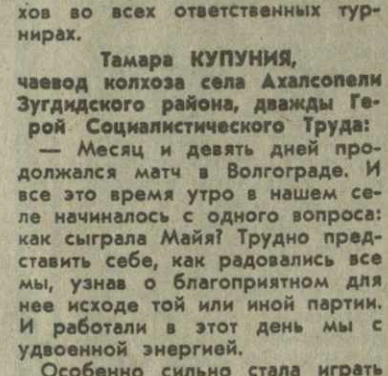 хов во всех ответственных тур-
нирах.
Тамара КУПУНИЯ,
чаевод колхоза села Ахалсопели
Зугдидского района, дважды Ге-
рой Социалистического Труда:
— Месяц и девять дней про-
должался матч в Волгограде. И
все это время утро в нашем се-
ле начиналось с одного вопроса:
как сыграла Майя? Трудно пред-
ставить себе, как радовались все
мы, узнав о благоприятном для
нее исходе той или иной партии.
И работали в этот день мы с
удвоенной энергией.
Особенно сильно стала играть